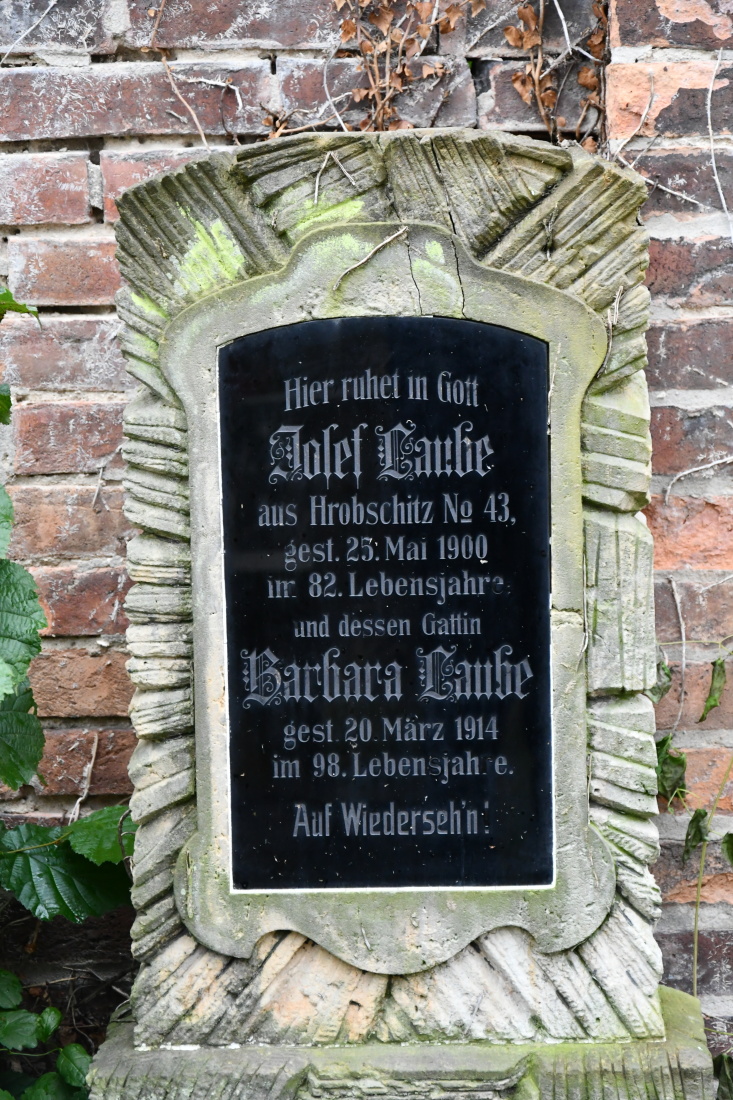 Hier ruhet in Gott
Josef Laube
aus Hrobschitz No 43,
gest. 25. Mai 1900
im 82. Lebensjahre.
und dessen Gattin
Barbara Laube
gest. 20. März 1914
im 98. Lebensjahre.
Auf Wiederseh'n!